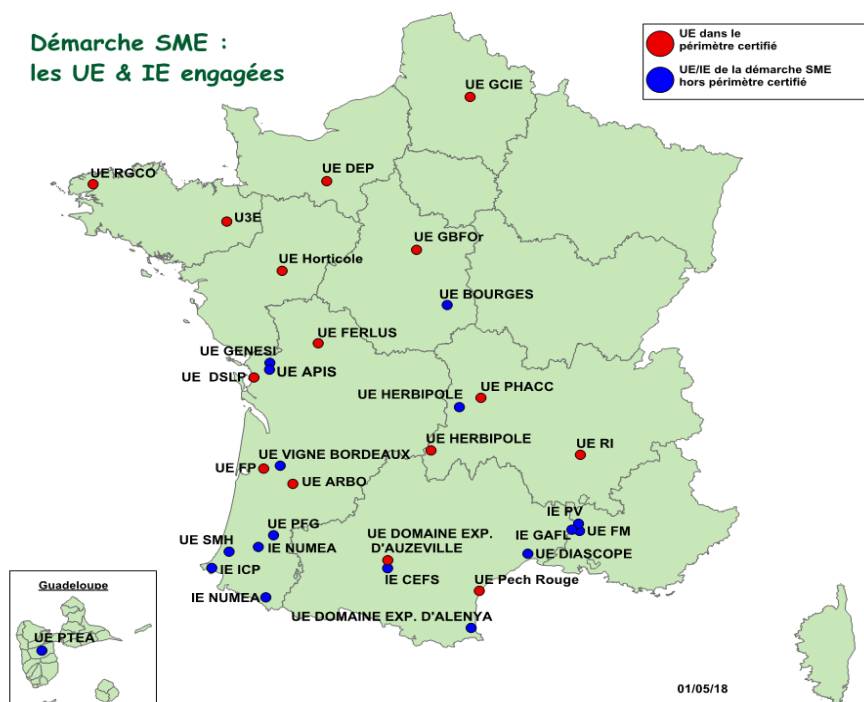 Démarche SME :
les UE & IE engagées
UE dans le
périmètre certifié
UE/IE de la démarche SME
hors périmètre certifié
UE GCIE
UE RGCO
UE DEP
U3E
UE GBFOr
UE Horticole
UE BOURGES
UE FERLUS
UE GENESI
UE APIS
UE DSLP
UE HERBIPOLE
UE PHACC
UE HERBIPOLE
UE RI
UE VIGNE BORDEAUX
UE FP
UE ARBO
IE PV
UE PFG
UE DOMAINE EXP.
D'AUZEVILLE
IE GAFL
UE FM
UE SMH
IE NUMEA
UE DIASCOPE
IE ICP
IE CEFS
UE Pech Rouge
IE NUMEA
UE DOMAINE EXP. D'ALENYA
Guadeloupe
UE PTEA
01/05/18